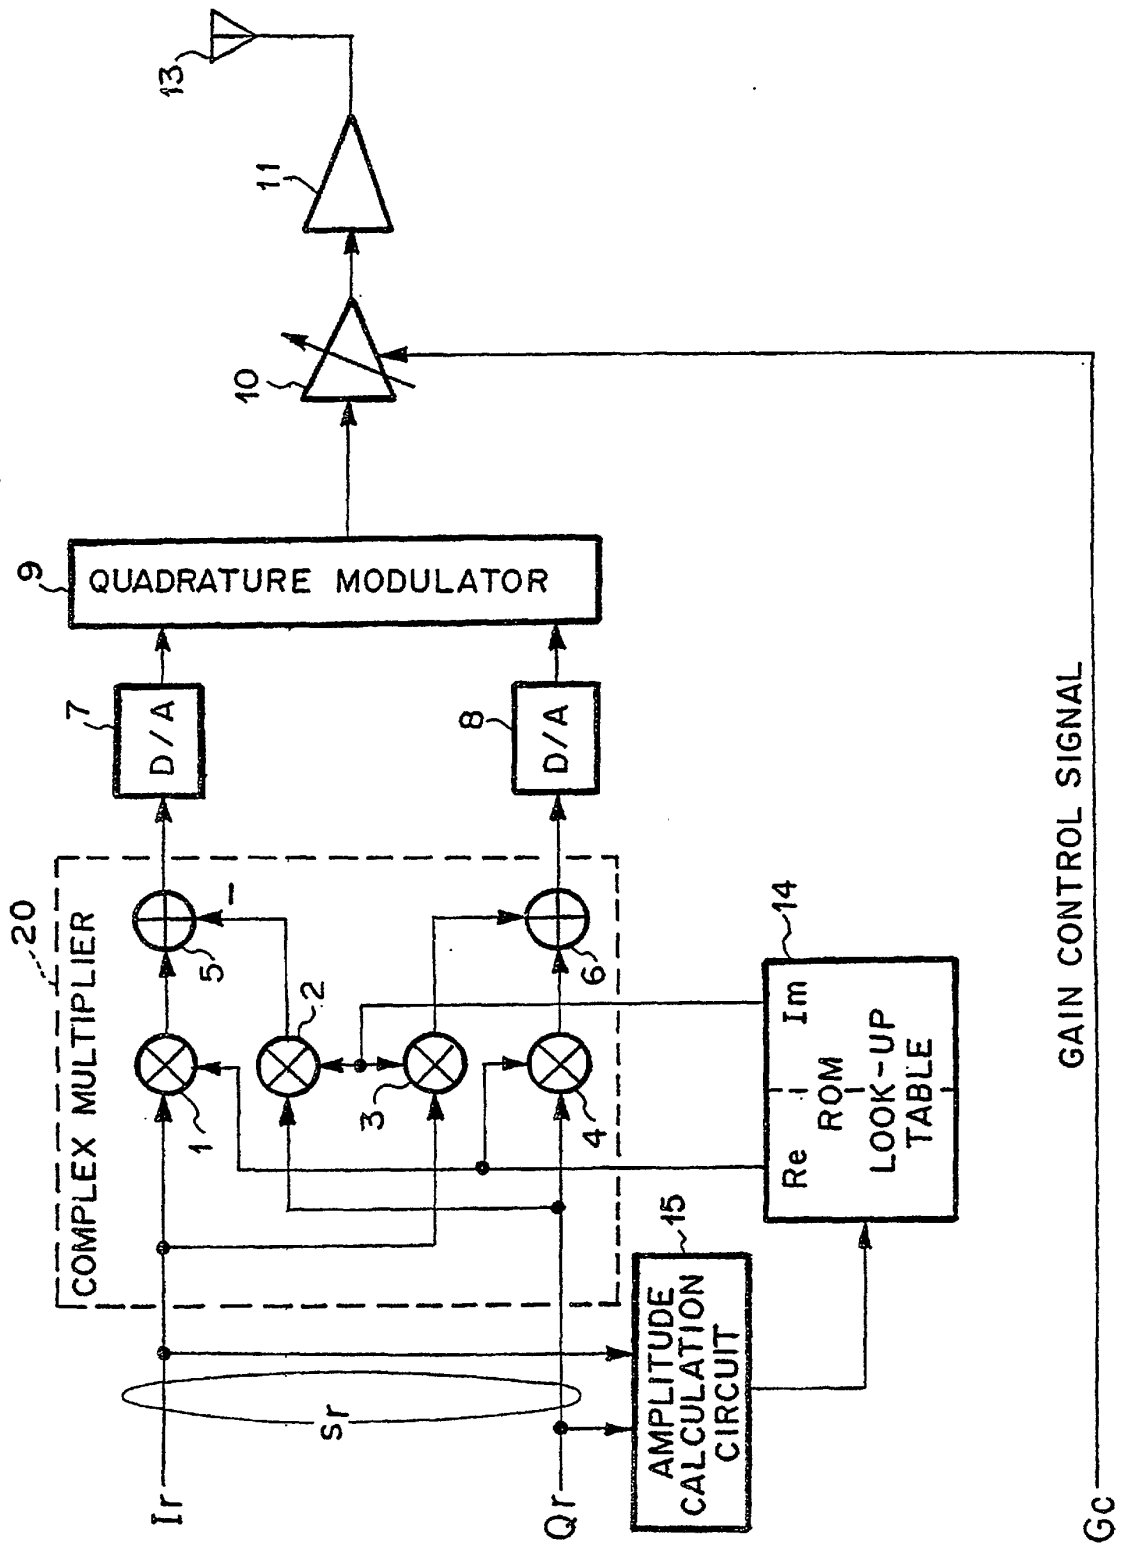 20
COMPLEX MULTIPLIER
Ir
sr
Qr
1
2
3
4
5
6
−
7
D/A
8
D/A
9
QUADRATURE MODULATOR
10
11
13
15
AMPLITUDE
CALCULATION
CIRCUIT
14
Re
Im
ROM
LOOK-UP
TABLE
Gc
GAIN CONTROL SIGNAL